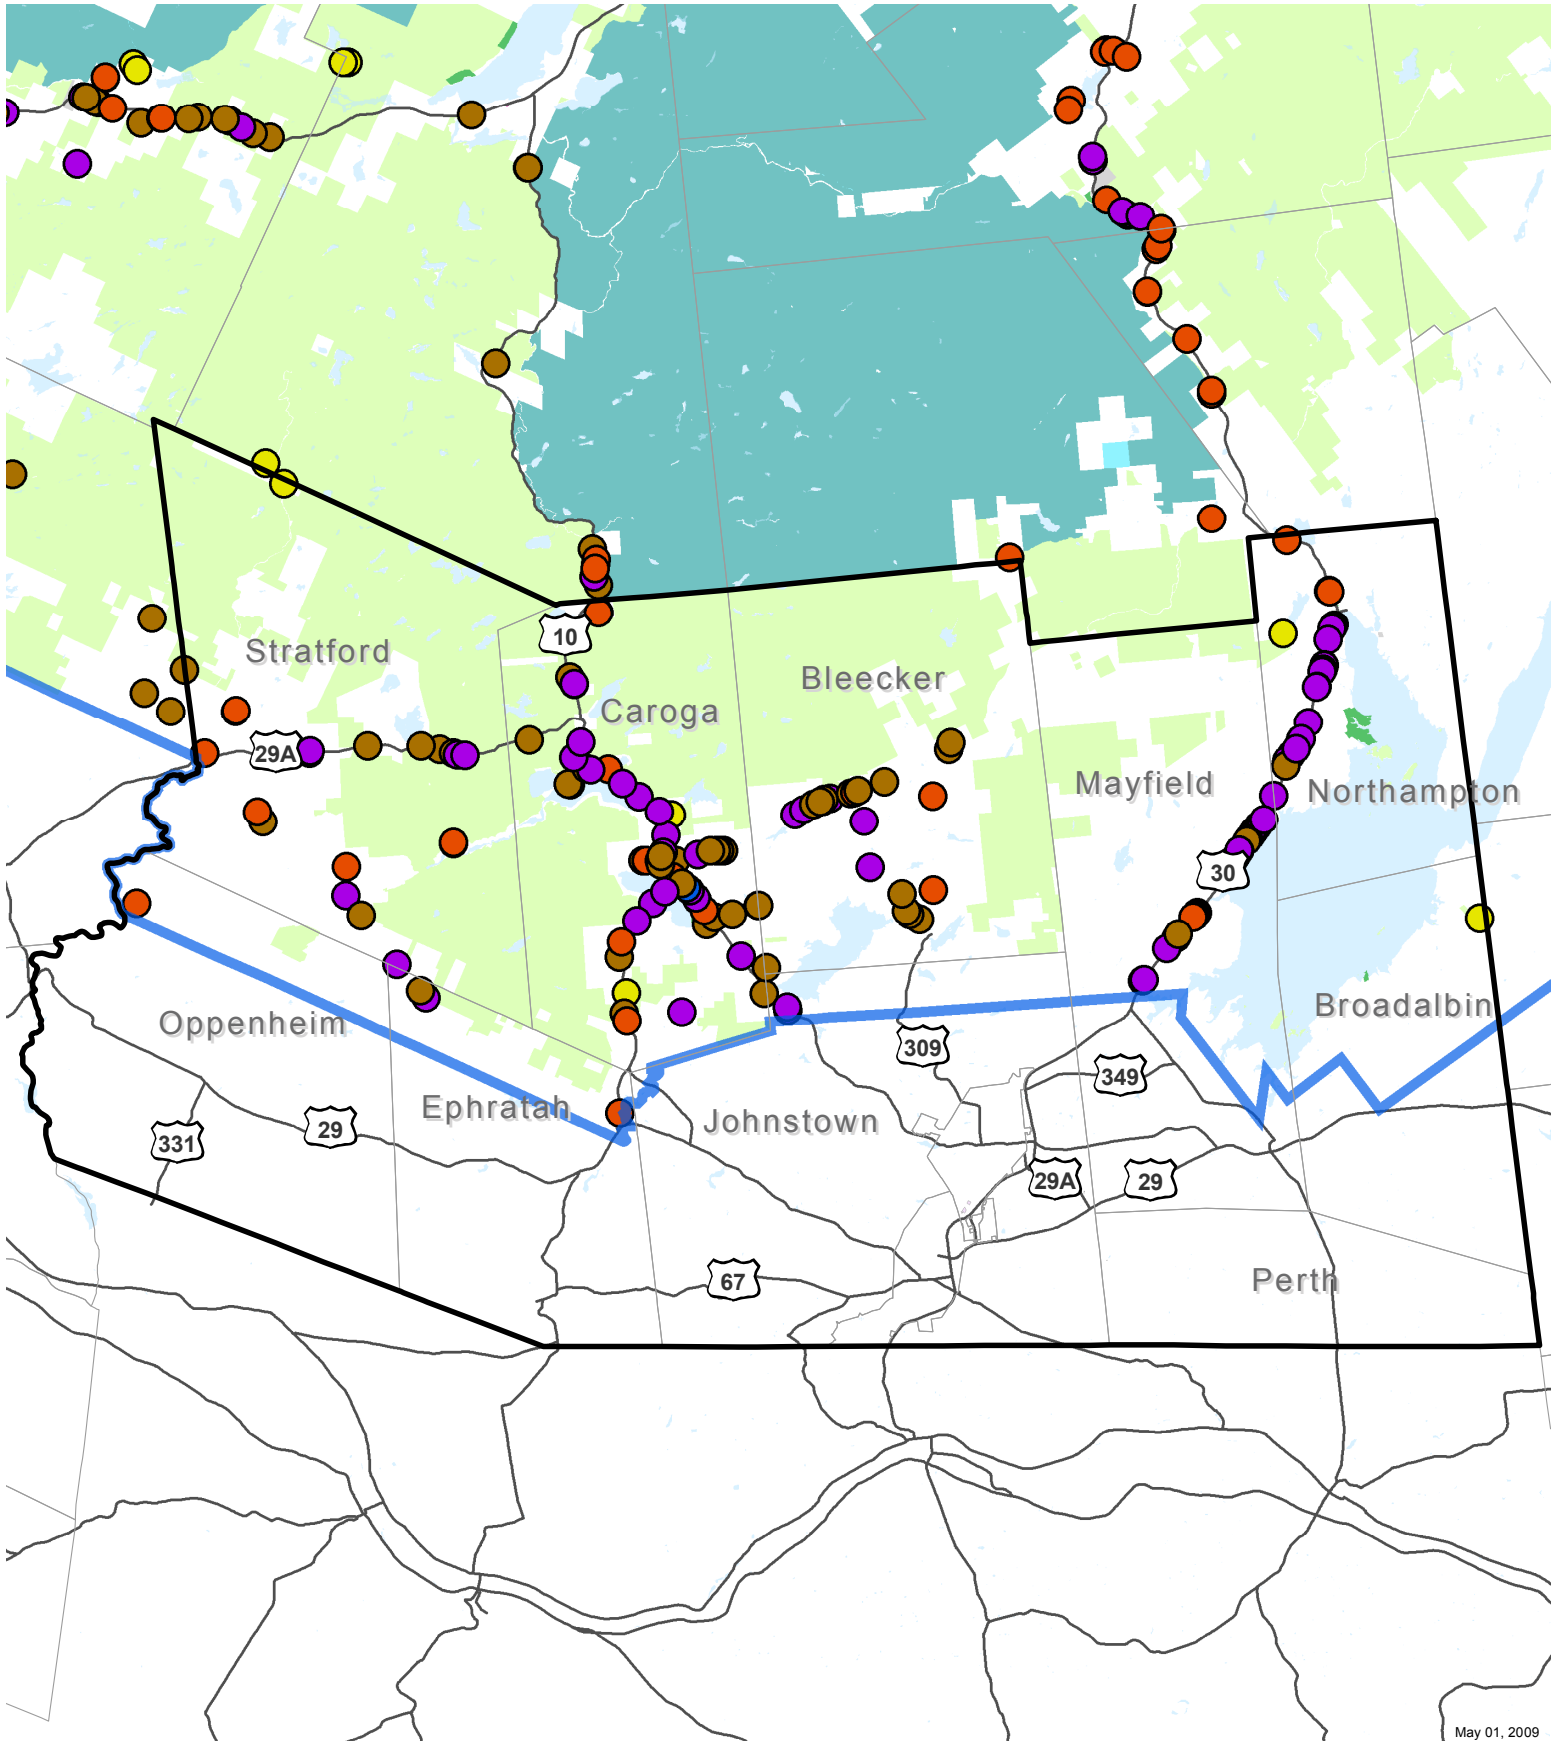 10
Stratford
Bleecker
Caroga
29A
Mayfield
Northampton
30
Broadalbin
Oppenheim
309
349
Ephratah
Johnstown
29
331
29A
29
67
Perth
May 01, 2009